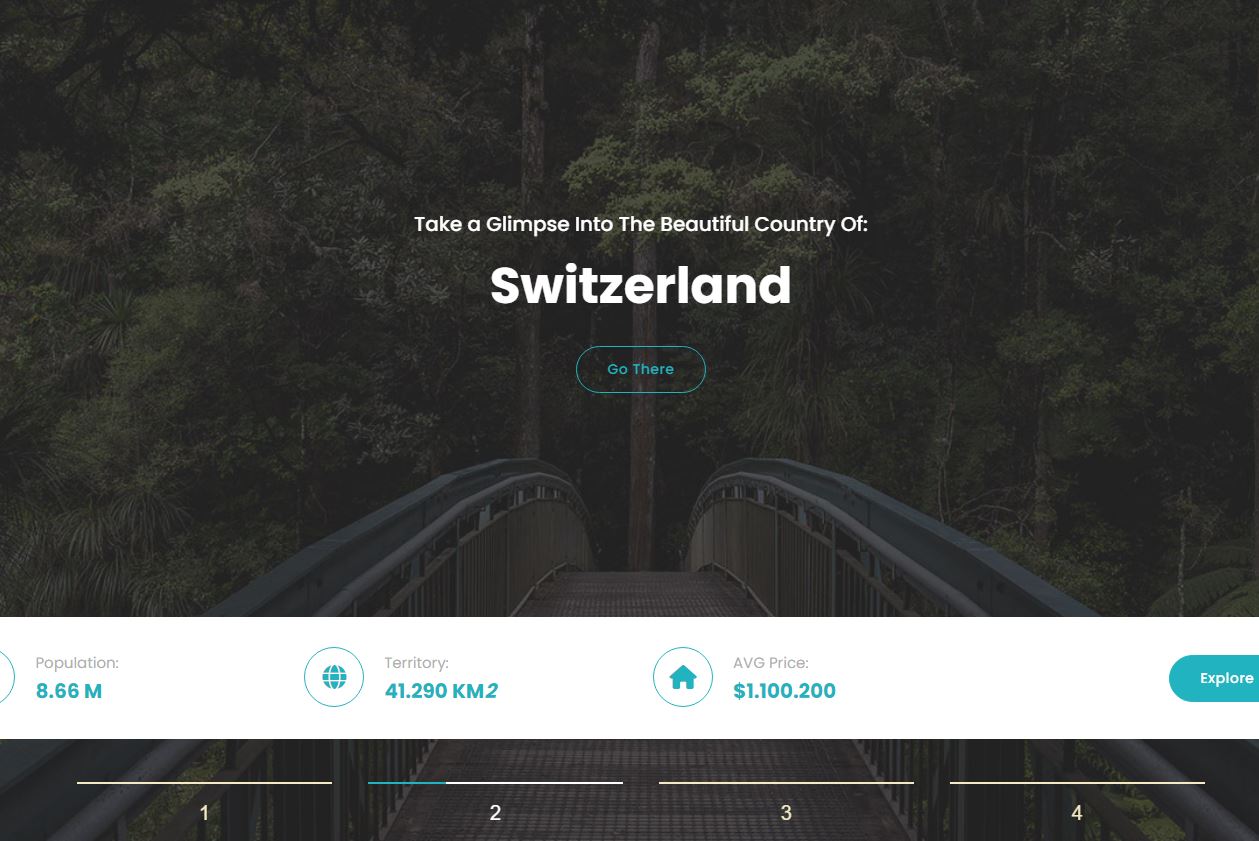 Take a Glimpse Into The Beautiful Country Of:
Switzerland
Go There
Population:
8.66 M
Territory:
41.290 KM2
AVG Price:
$1.100.200
Explore
1
2
3
4